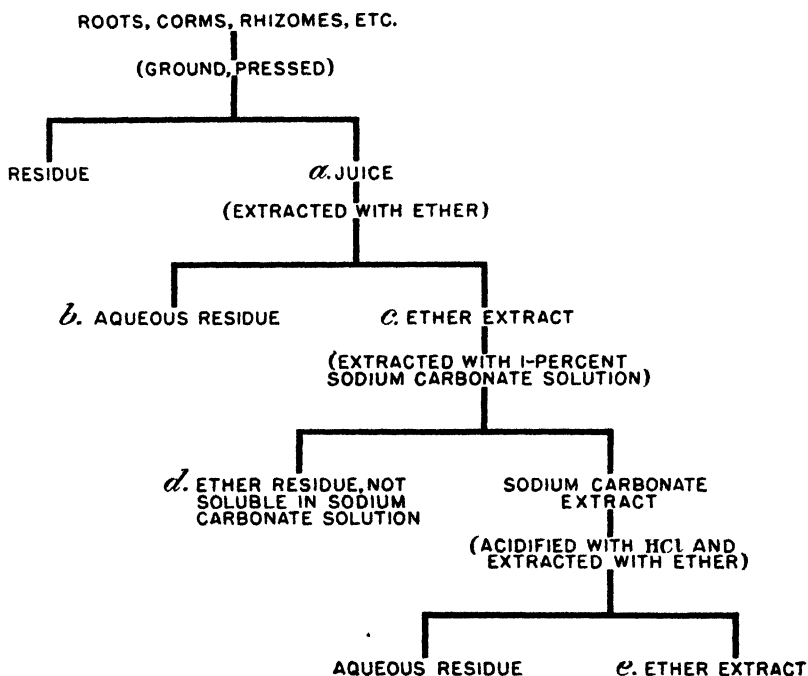 ROOTS, CORMS, RHIZOMES, ETC.
(GROUND, PRESSED)
RESIDUE
a. JUICE
(EXTRACTED WITH ETHER)
b. AQUEOUS RESIDUE
c. ETHER EXTRACT
(EXTRACTED WITH 1-PERCENT
SODIUM CARBONATE SOLUTION)
d. ETHER RESIDUE, NOT
SOLUBLE IN SODIUM
CARBONATE SOLUTION
SODIUM CARBONATE
EXTRACT
(ACIDIFIED WITH HCl AND
EXTRACTED WITH ETHER)
AQUEOUS RESIDUE
e. ETHER EXTRACT